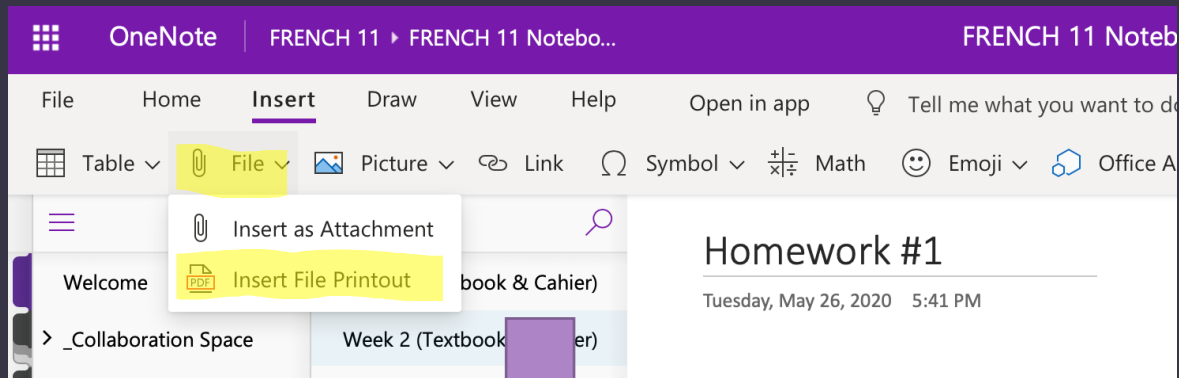 OneNote FRENCH 11 FRENCH 11 Notebo... FRENCH 11 Noteb
File Home Insert Draw View Help Open in app Tell me what you want to do
Table File Picture Link Symbol Math Emoji Office A
Insert as Attachment
PDF Insert File Printout
Welcome
book & Cahier)
_Collaboration Space
Week 2 (Textbook er)
Homework #1
Tuesday, May 26, 2020 5:41 PM